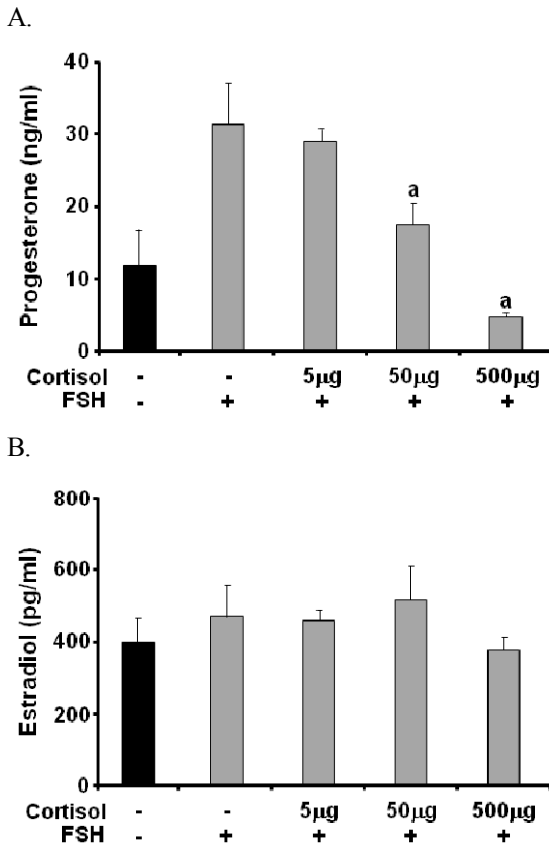 A.
Progesterone (ng/ml)
40
30
20
10
0
a
a
Cortisol - - 5μg 50μg 500μg
FSH - + + + +
B.
Estradiol (pg/ml)
800
600
400
200
0
Cortisol - - 5μg 50μg 500μg
FSH - + + + +